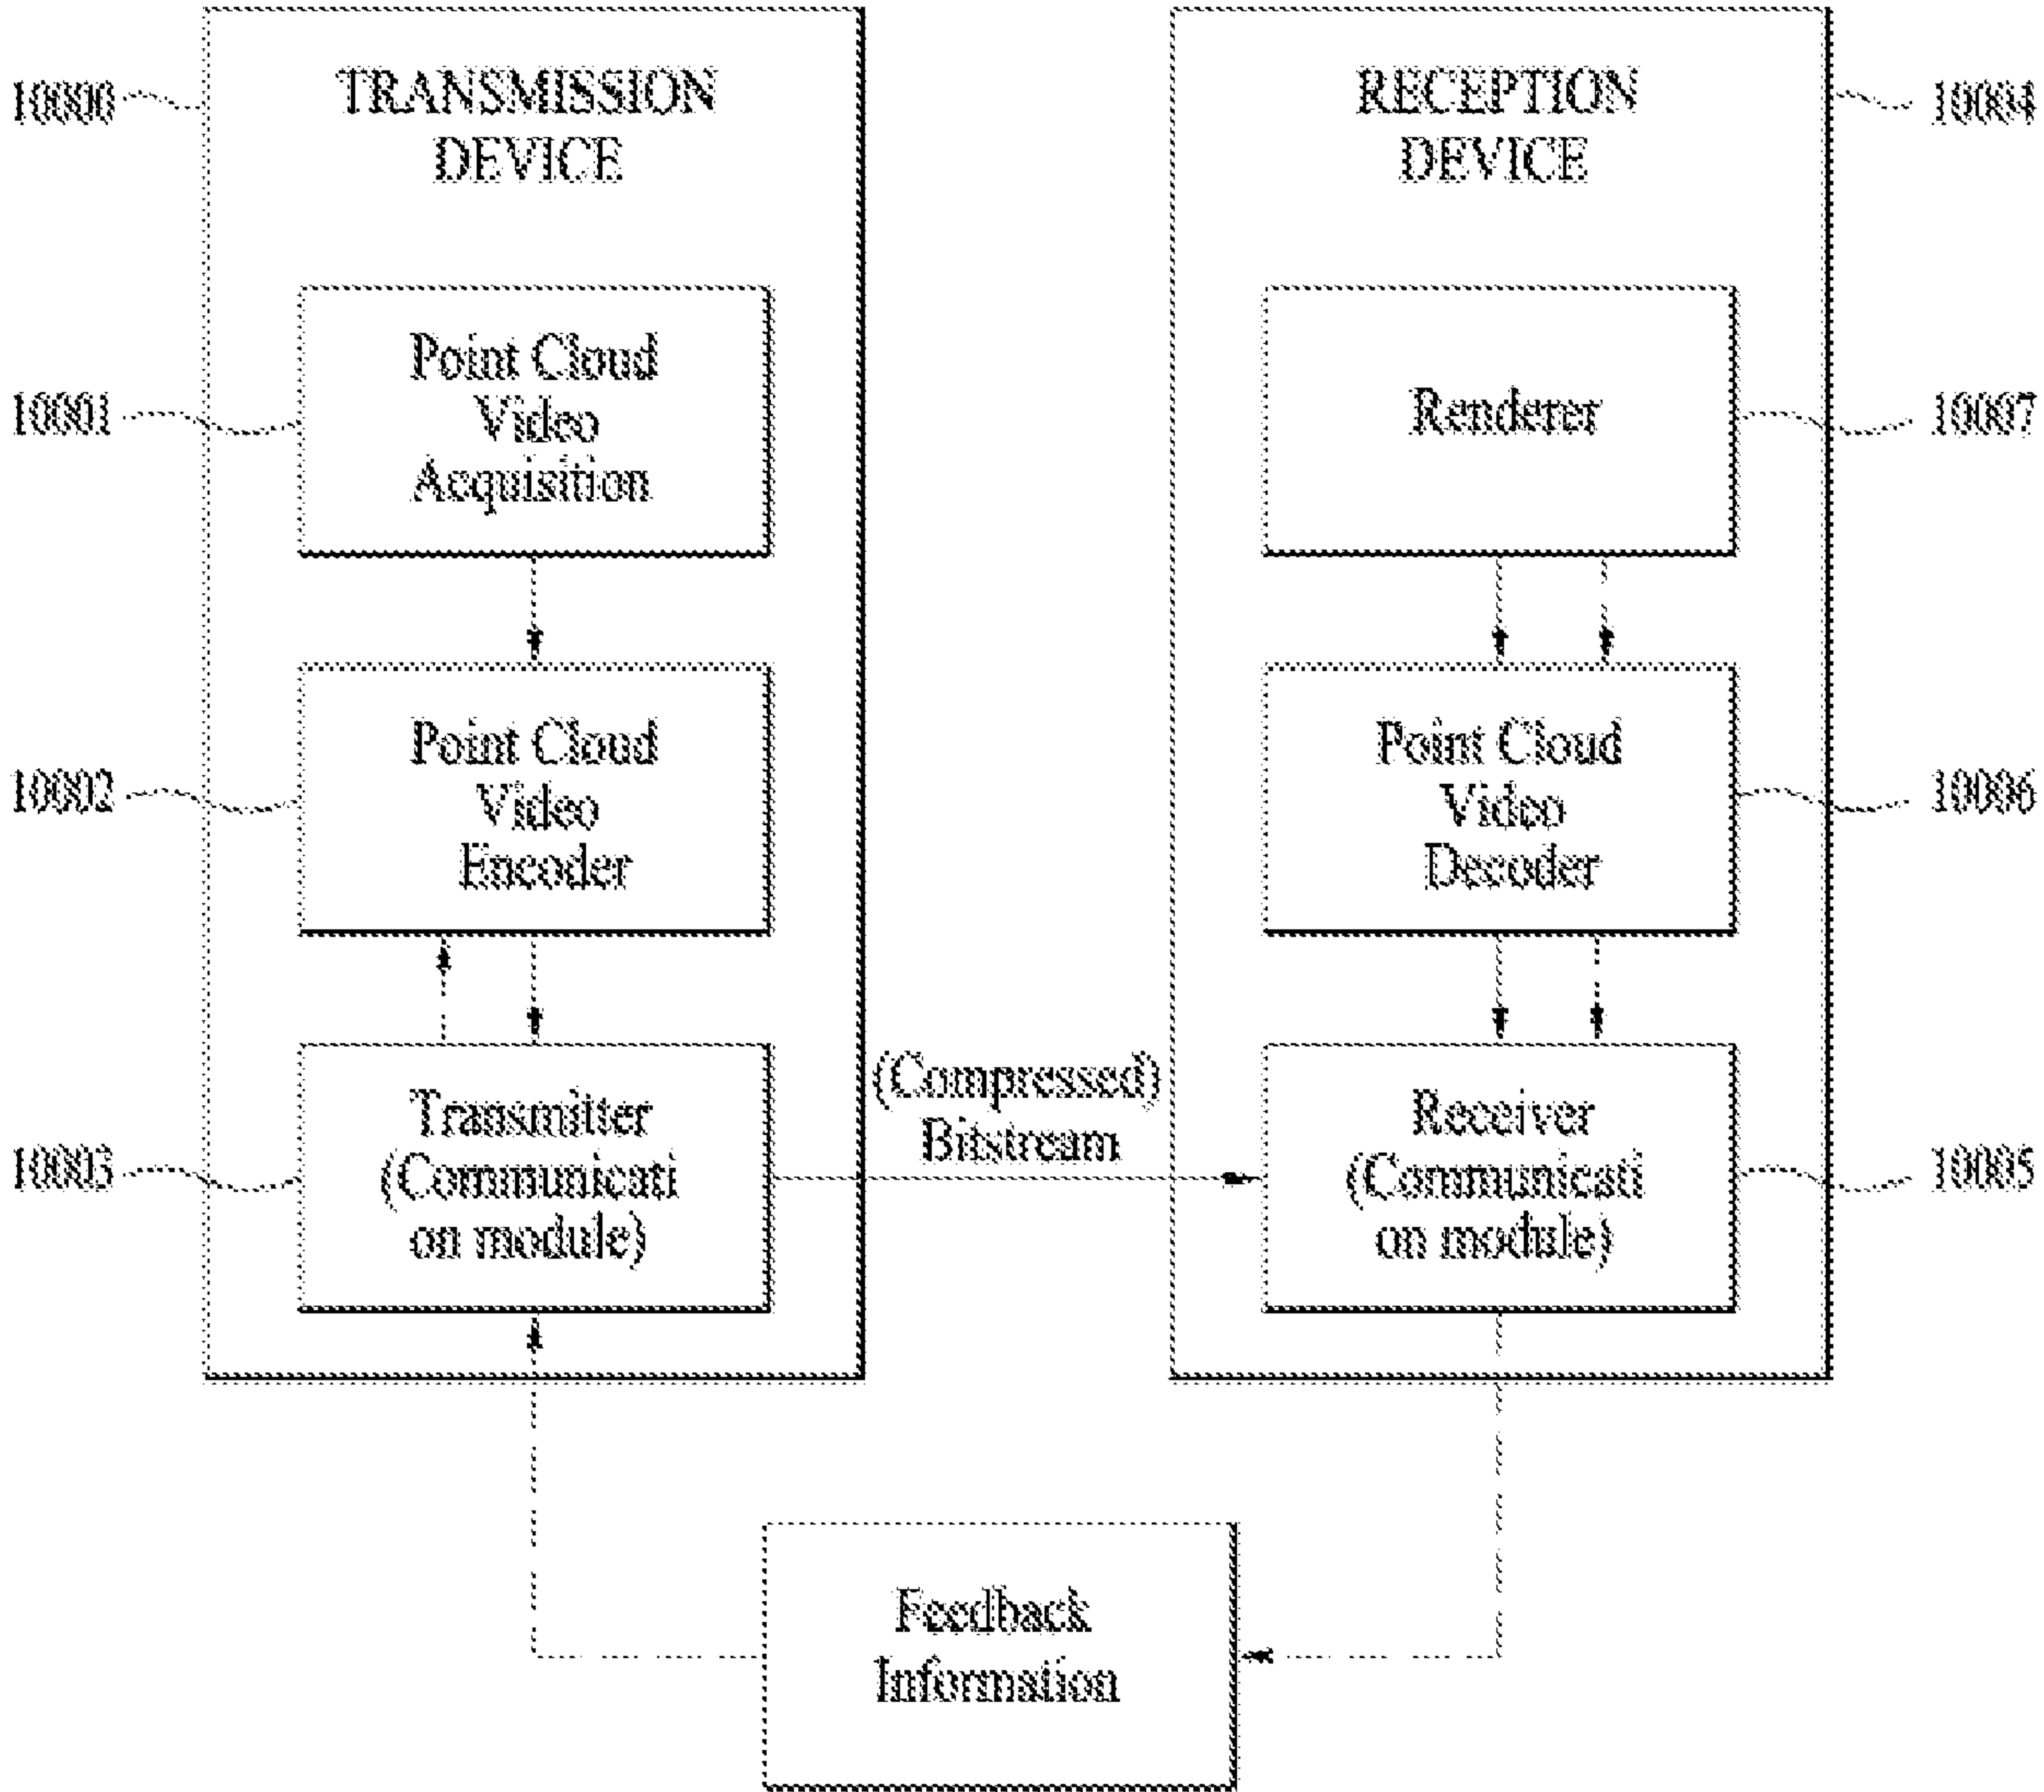 10000
TRANSMISSION
DEVICE
10001
Point Cloud
Video
Acquisition
10002
Point Cloud
Video
Encoder
10003
Transmitter
(Communicati
on module)
(Compressed)
Bitstream
RECEPTION
DEVICE
10004
Renderer
10007
Point Cloud
Video
Decoder
10006
Receiver
(Communicati
on module)
10005
Feedback
Information